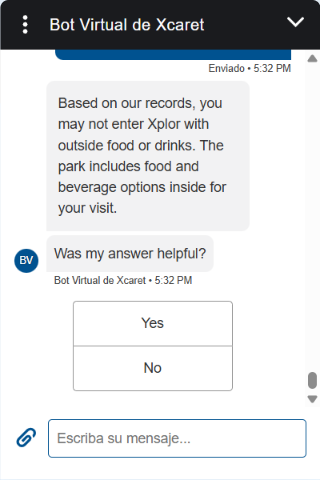 Bot Virtual de Xcaret
Enviado • 5:32 PM
Based on our records, you
may not enter Xplor with
outside food or drinks. The
park includes food and
beverage options inside for
your visit.
Was my answer helpful?
BV
Bot Virtual de Xcaret • 5:32 PM
Yes
No
Escriba su mensaje...